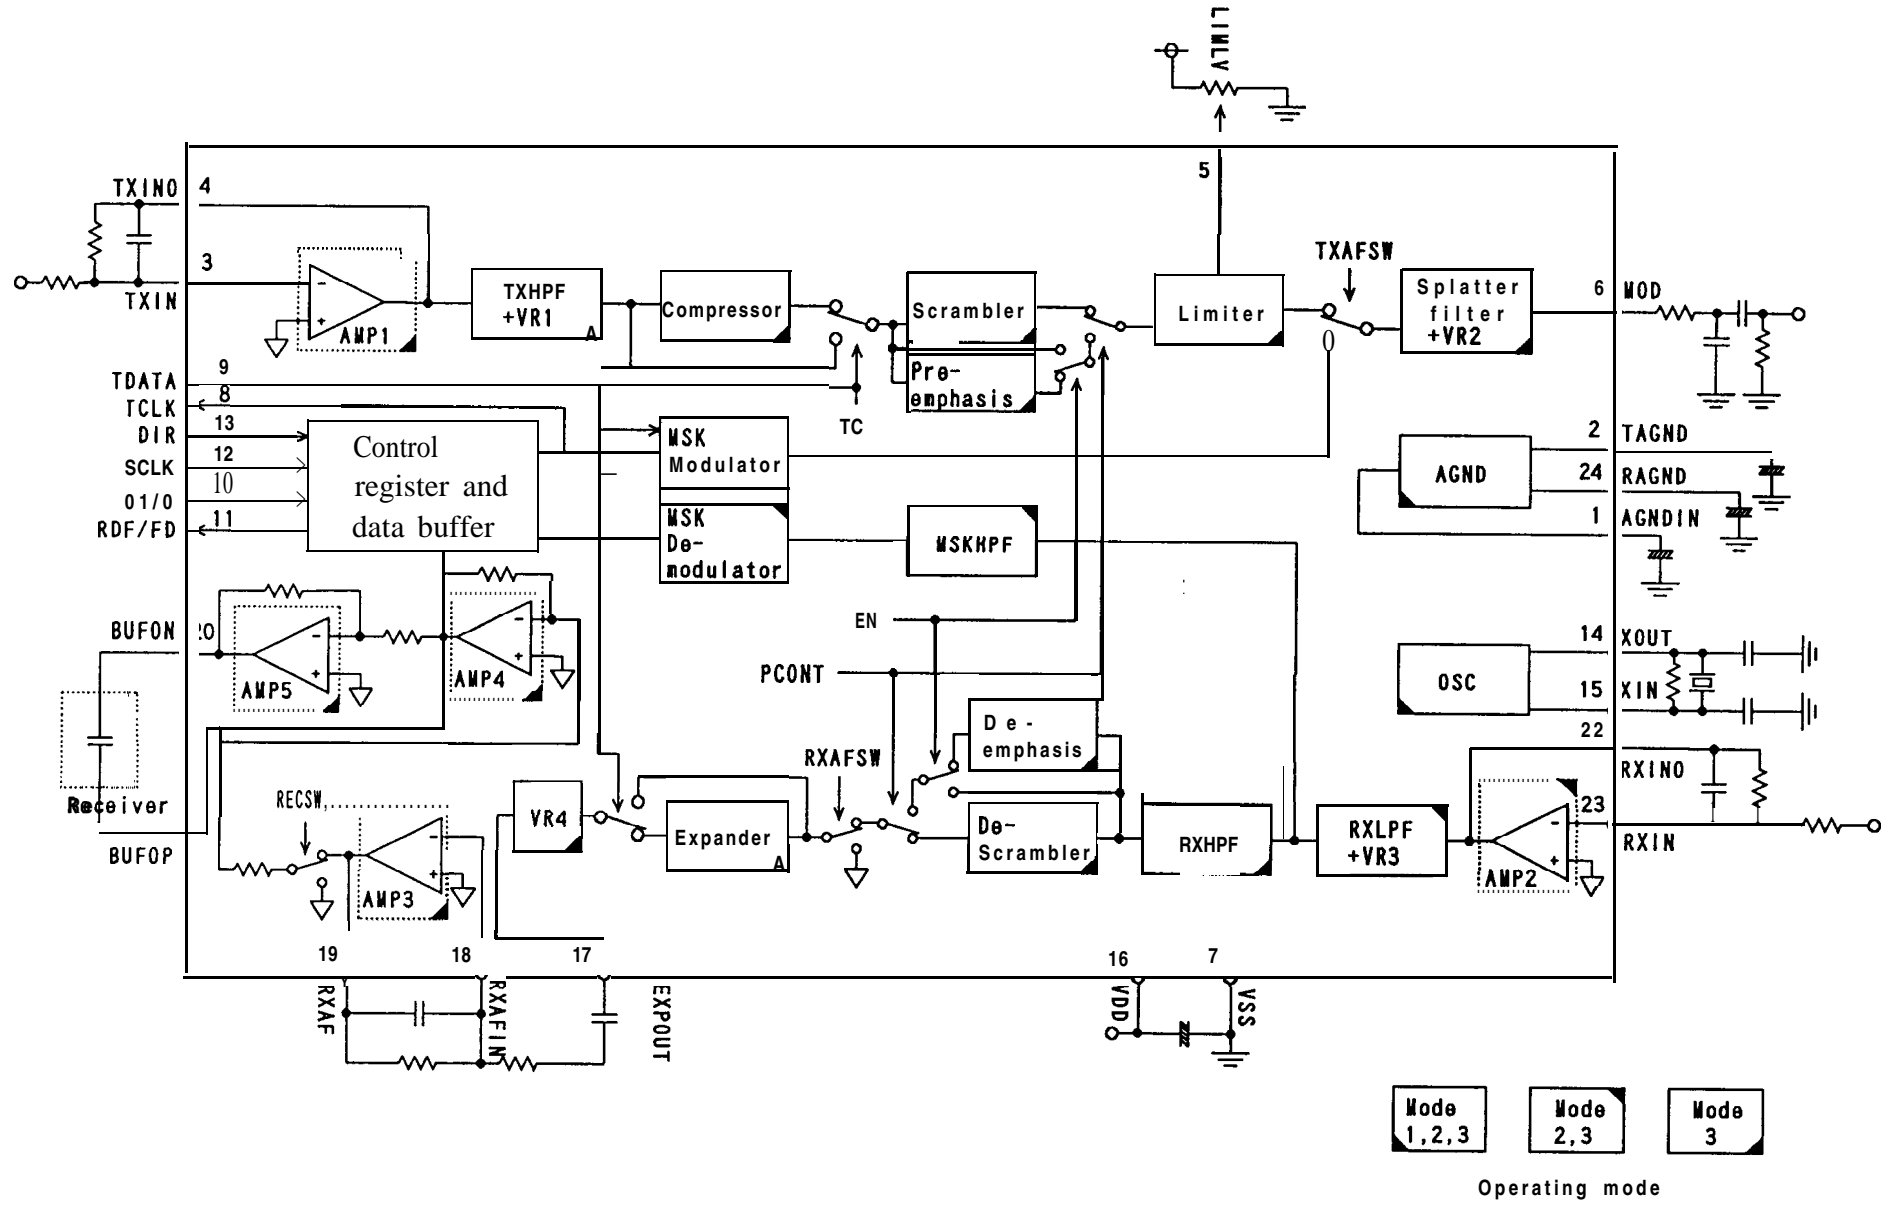 LIMLV
5
TXINO 4
3
TXIN
AMP1
TXHPF
+VR1
A
Compressor
Scrambler
Pre-
emphasis
Limiter
TXAFSW
0
Splatter
filter
+VR2
6 MOD
TDATA 9
TCLK 8
DIR 13
SCLK 12
O1/O 10
RDF/FD 11
Control
register and
data buffer
TC
MSK
Modulator
MSK
De-
modulator
MSKHPF
AGND
2 TAGND
24 RAGND
1 AGNDIN
BUFON 20
AMP5
AMP4
EN
PCONT
OSC
14 XOUT
15 XIN
22
RXINO
De-
emphasis
RXAFSW
Receiver
BUFOP
RECSW
AMP3
VR4
Expander
A
De-
Scrambler
RXHPF
RXLPF
+VR3
AMP2
23
RXIN
19
18
17
16
7
RXAF
RXAFIN
EXPOUT
VDD
VSS
Mode
1,2,3
Mode
2,3
Mode
3
Operating mode